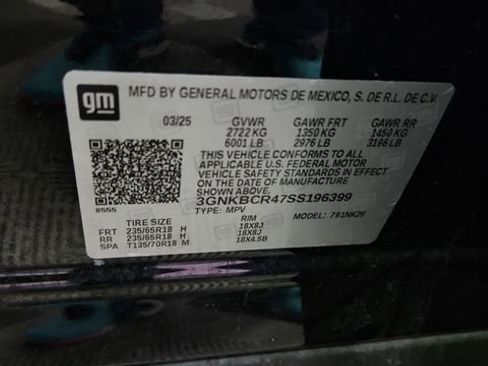 gm
MFD BY GENERAL MOTORS DE MEXICO, S. DE R.L. DE C.V.
03/25 GVWR GAWR FRT GAWR RR
2722 KG 1350 KG 1450 KG
6001 LB 2976 LB 3196 LB
THIS VEHICLE CONFORMS TO ALL
APPLICABLE U.S. FEDERAL MOTOR
VEHICLE SAFETY STANDARDS IN EFFECT
ON THE DATE OF MANUFACTURE
SHOWN ABOVE.
3GNKBCR47SS196399
8555 TYPE: MPV MODEL: 791NK26
TIRE SIZE RIM
FRT 235/65R18 H 18X8J
RR 235/65R18 H 18X8J
SPA T135/70R18 M 18X4.5B